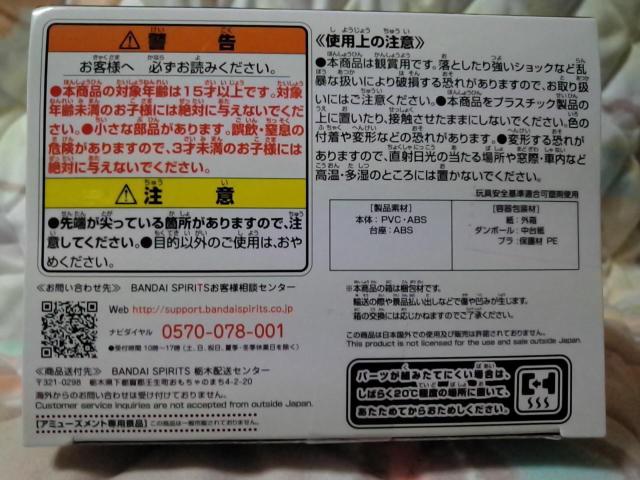 警告
お客様へ 必ずお読みください。
●本商品の対象年齢は15才以上です。対象
年齢未満のお子様には絶対に与えないでくだ
さい。●小さな部品があります。誤飲・窒息の
危険がありますので、3才未満のお子様には
絶対に与えないでください。
注意
●先端が尖っている箇所がありますので、注
意してください。●目的以外のご使用は、おや
めください。
≪お問い合わせ先≫ BANDAI SPIRITSお客様相談センター
Web http://support.bandaispirits.co.jp
ナビダイヤル 0570-078-001
●受付時間 10時〜17時(土、日、祝日、夏季・冬季休業日を除く)
≪商品送付先≫ BANDAI SPIRITS 栃木配送センター
〒321-0298 栃木県下都賀郡壬生町おもちゃのまち4-2-20
海外からのお問い合わせは受け付けておりません。
Customer service inquiries are not accepted from outside Japan.
【アミューズメント専用景品】この商品は一般市販されておりません。
≪使用上の注意≫
●本商品は観賞用です。落としたり強いショックなど乱
暴な扱いにより破損する恐れがありますので、お取り扱
いにはご注意ください。●本商品をプラスチック製品の
上に置いたり、接触させたままにしないでください。色の
付着や変形などの恐れがあります。●変形する恐れが
ありますので、直射日光の当たる場所や窓際・車内など
高温・多湿のところには置かないでください。
玩具安全基準適合可塑剤使用
【製品素材】
本体:PVC・ABS
台座:ABS
【容器包装材】
紙:外箱
ダンボール:中台紙
プラ:保護材 PE
※本商品の箱は梱包材です。
輸送の際や景品払い出しなどで傷や凹みが生じます。
箱のご了承に応じかねますのでご了承ください。
この商品は日本国外での使用及び販売は許諾しておりません。
This product is not licensed for the use and sale outside Japan.
パーツが組みたてにくい場合は、
しばらく20℃程度の場所に置いて、
あたためてからおためしください。